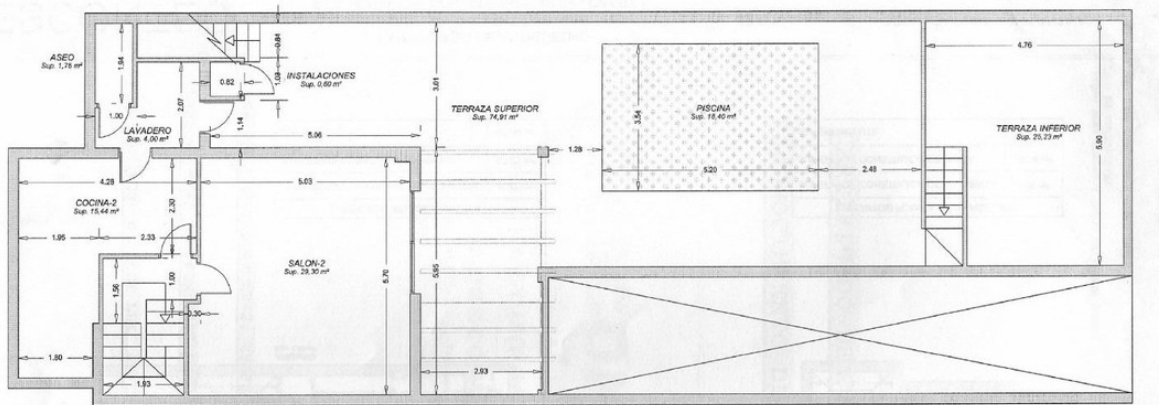 ASEO
Sup. 1,78 m²
1.94
1.00
LAVADERO
Sup. 4,00 m²
2.07
0.82
0.84
1.03
INSTALACIONES
Sup. 0,60 m²
1.14
5.06
3.01
TERRAZA SUPERIOR
Sup. 74,91 m²
1.28
PISCINA
Sup. 18,40 m²
3.54
5.20
2.48
4.76
TERRAZA INFERIOR
Sup. 25,23 m²
5.90
4.28
5.03
COCINA-2
Sup. 15,44 m²
2.30
1.95
2.33
SALON-2
Sup. 29,30 m²
5.70
5.95
1.56
1.00
0.30
1.80
1.93
2.93